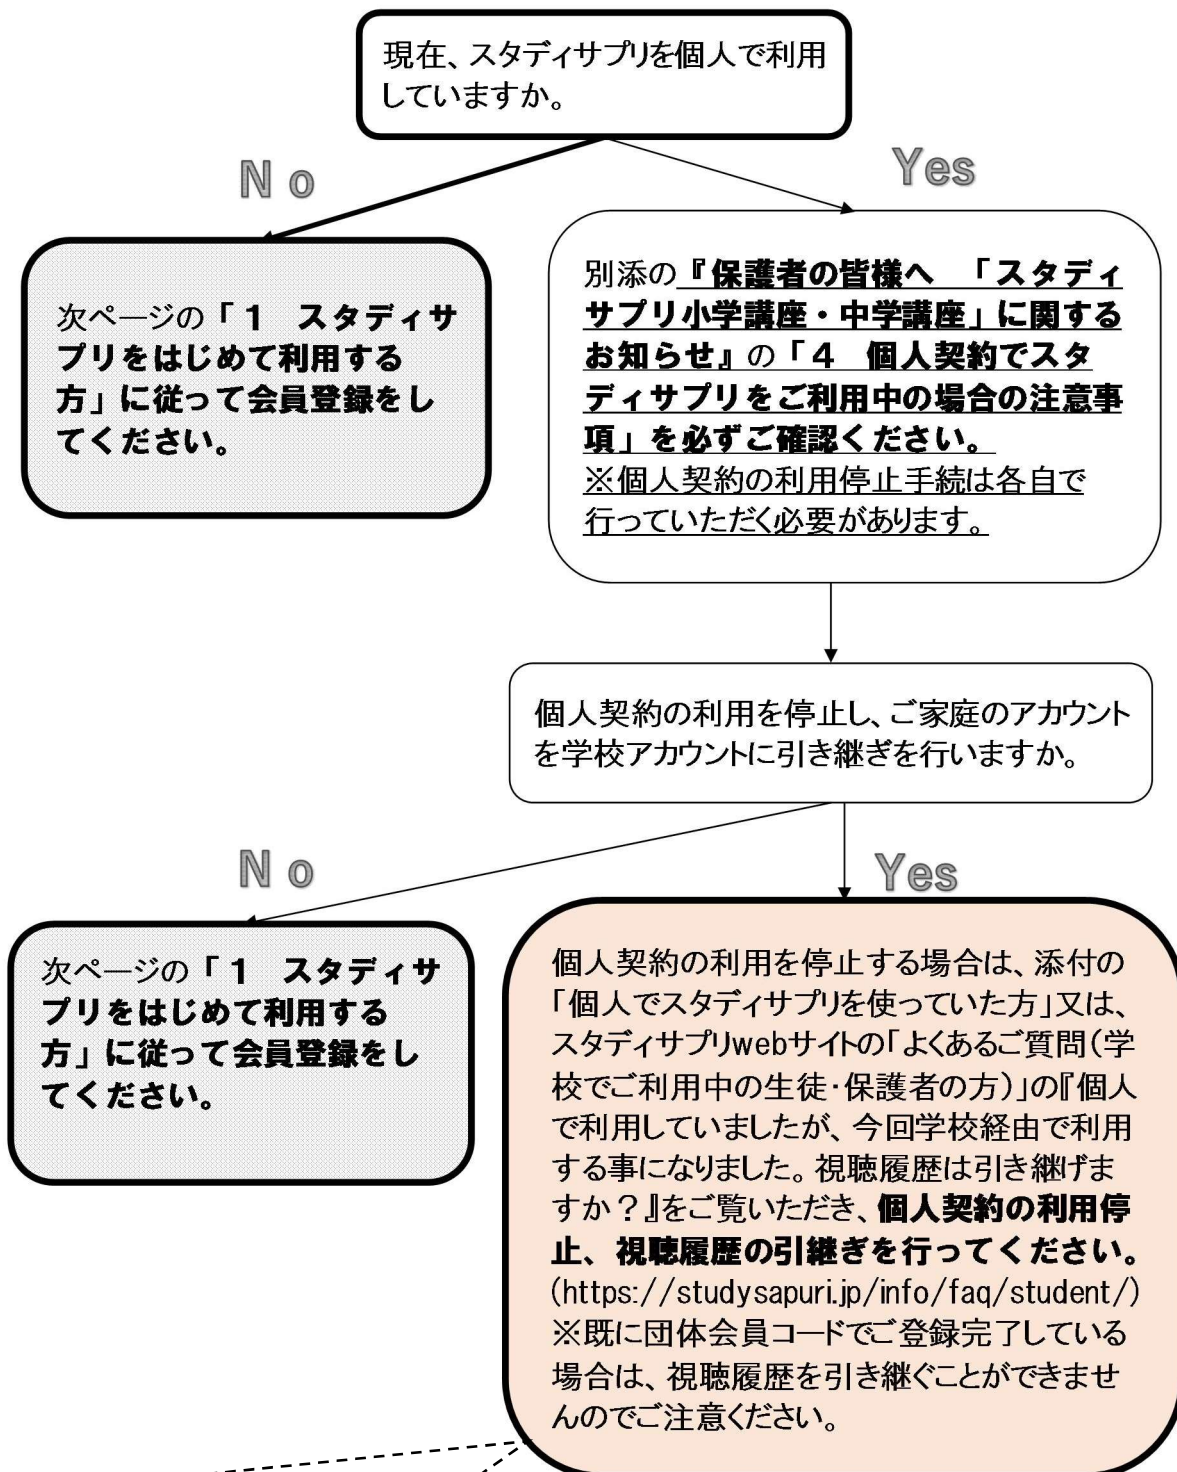 現在、スタディサプリを個人で利用
していますか。
No
Yes
次ページの「１　スタディサ
プリをはじめて利用する
方」に従って会員登録をし
てください。
別添の『保護者の皆様へ　「スタディ
サプリ小学講座・中学講座」に関する
お知らせ』の「４　個人契約でスタ
ディサプリをご利用中の場合の注意事
項」を必ずご確認ください。
※個人契約の利用停止手続は各自で
行っていただく必要があります。
個人契約の利用を停止し、ご家庭のアカウント
を学校アカウントに引き継ぎを行いますか。
No
Yes
次ページの「１　スタディサ
プリをはじめて利用する
方」に従って会員登録をし
てください。
個人契約の利用を停止する場合は、添付の
「個人でスタディサプリを使っていた方」又は、
スタディサプリwebサイトの「よくあるご質問（学
校でご利用中の生徒・保護者の方）」の『個人
で利用していましたが、今回学校経由で利用
する事になりました。視聴履歴は引き継げま
すか？』をご覧いただき、個人契約の利用停
止、視聴履歴の引継ぎを行ってください。
(https://studysapuri.jp/info/faq/student/)
※既に団体会員コードでご登録完了している
場合は、視聴履歴を引き継ぐことができませ
んのでご注意ください。